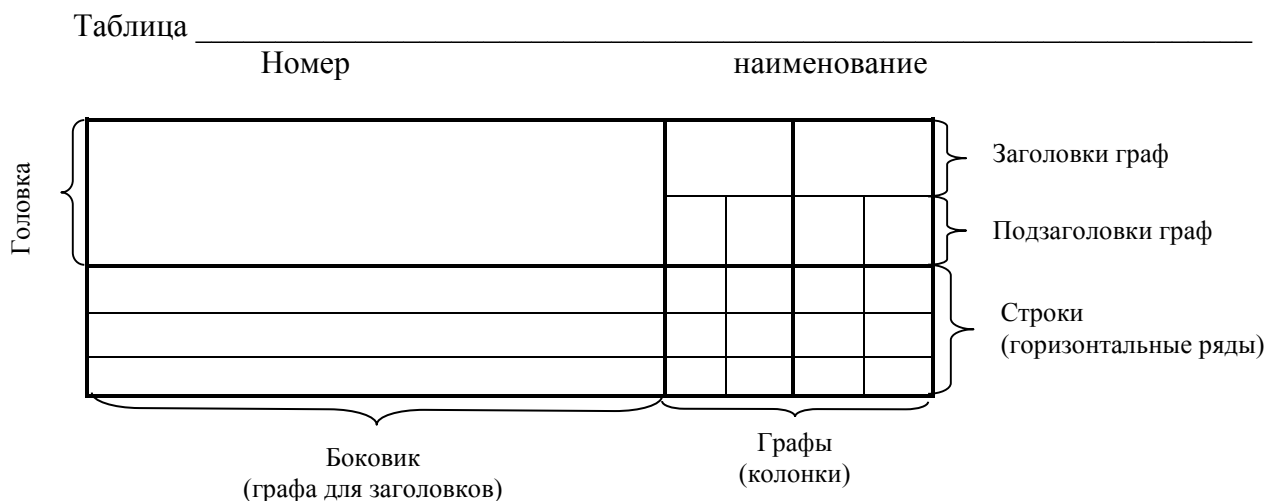 Таблица
Номер наименование
Головка
Заголовки граф
Подзаголовки граф
Строки
(горизонтальные ряды)
Боковик
(графа для заголовков)
Графы
(колонки)